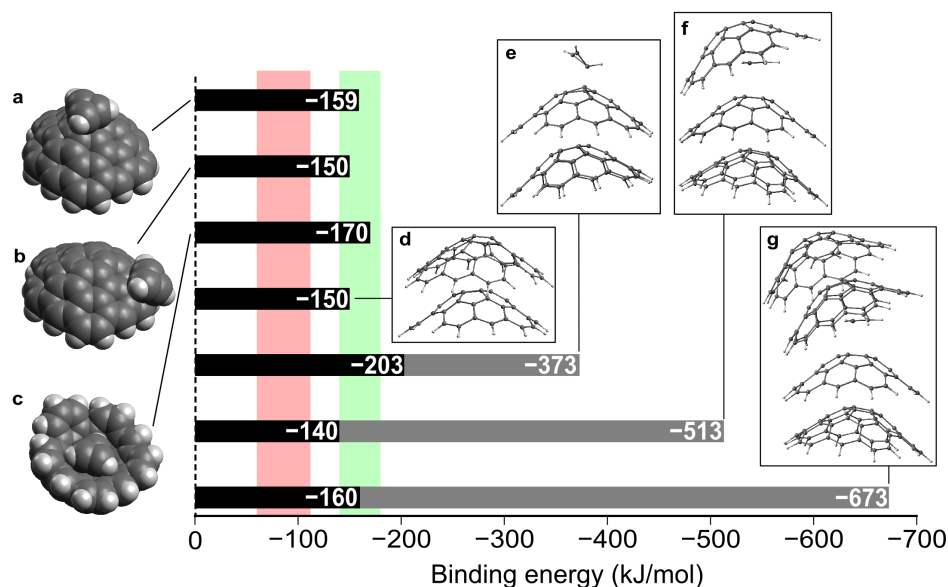 a
−159
b
−150
c
−170
d
−150
e
−203 −373
f
−140 −513
g
−160 −673
0 −100 −200 −300 −400 −500 −600 −700
Binding energy (kJ/mol)